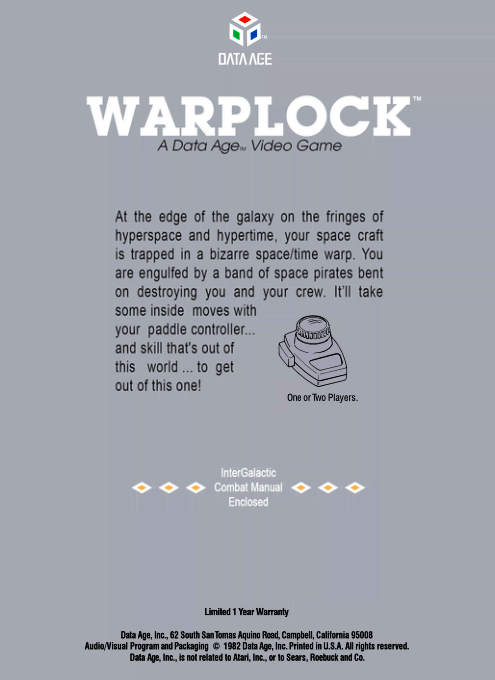 TM
DATA AGE
WARPLOCK™
A Data Age™ Video Game
At the edge of the galaxy on the fringes of
hyperspace and hypertime, your space craft
is trapped in a bizarre space/time warp. You
are engulfed by a band of space pirates bent
on destroying you and your crew. It'll take
some inside moves with
your paddle controller...
and skill that's out of
this world ... to get
out of this one!
One or Two Players.
InterGalactic
Combat Manual
Enclosed
Limited 1 Year Warranty
Data Age, Inc., 62 South San Tomas Aquino Road, Campbell, California 95008
Audio/Visual Program and Packaging © 1982 Data Age, Inc. Printed in U.S.A. All rights reserved.
Data Age, Inc., is not related to Atari, Inc., or to Sears, Roebuck and Co.